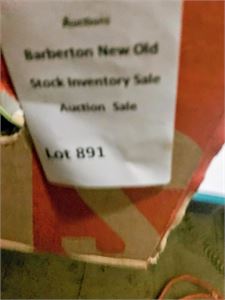 Auctions
Barberton New Old
Stock Inventory Sale
Auction Sale
Lot 891